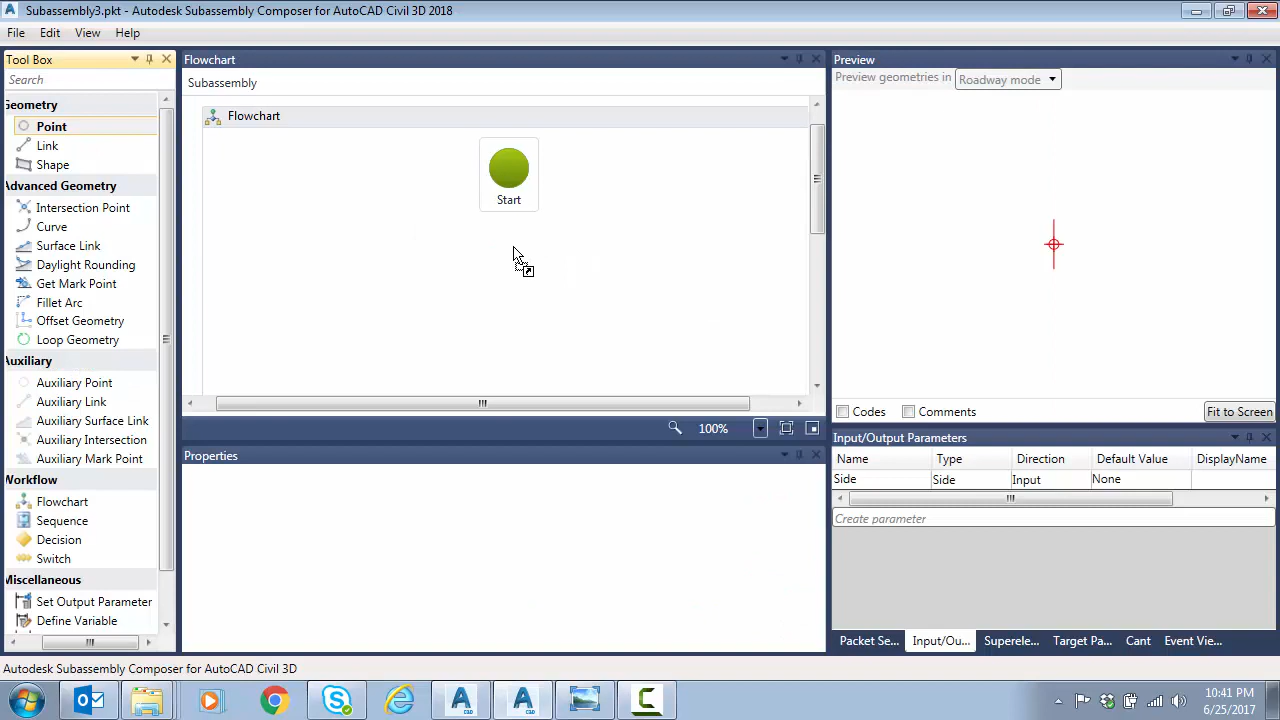 Subassembly3.pkt - Autodesk Subassembly Composer for AutoCAD Civil 3D 2018
File Edit View Help
Tool Box
Search
Geometry
Point
Link
Shape
Advanced Geometry
Intersection Point
Curve
Surface Link
Daylight Rounding
Get Mark Point
Fillet Arc
Offset Geometry
Loop Geometry
Auxiliary
Auxiliary Point
Auxiliary Link
Auxiliary Surface Link
Auxiliary Intersection
Auxiliary Mark Point
Workflow
Flowchart
Sequence
Decision
Switch
Miscellaneous
Set Output Parameter
Define Variable
Flowchart
Subassembly
Flowchart
Start
100%
Properties
Preview
Preview geometries in Roadway mode
Codes Comments Fit to Screen
Input/Output Parameters
Name Type Direction Default Value DisplayName
Side Side Input None
Create parameter
Packet Se... Input/Ou... Superele... Target Pa... Cant Event Vie...
Autodesk Subassembly Composer for AutoCAD Civil 3D
10:41 PM
6/25/2017